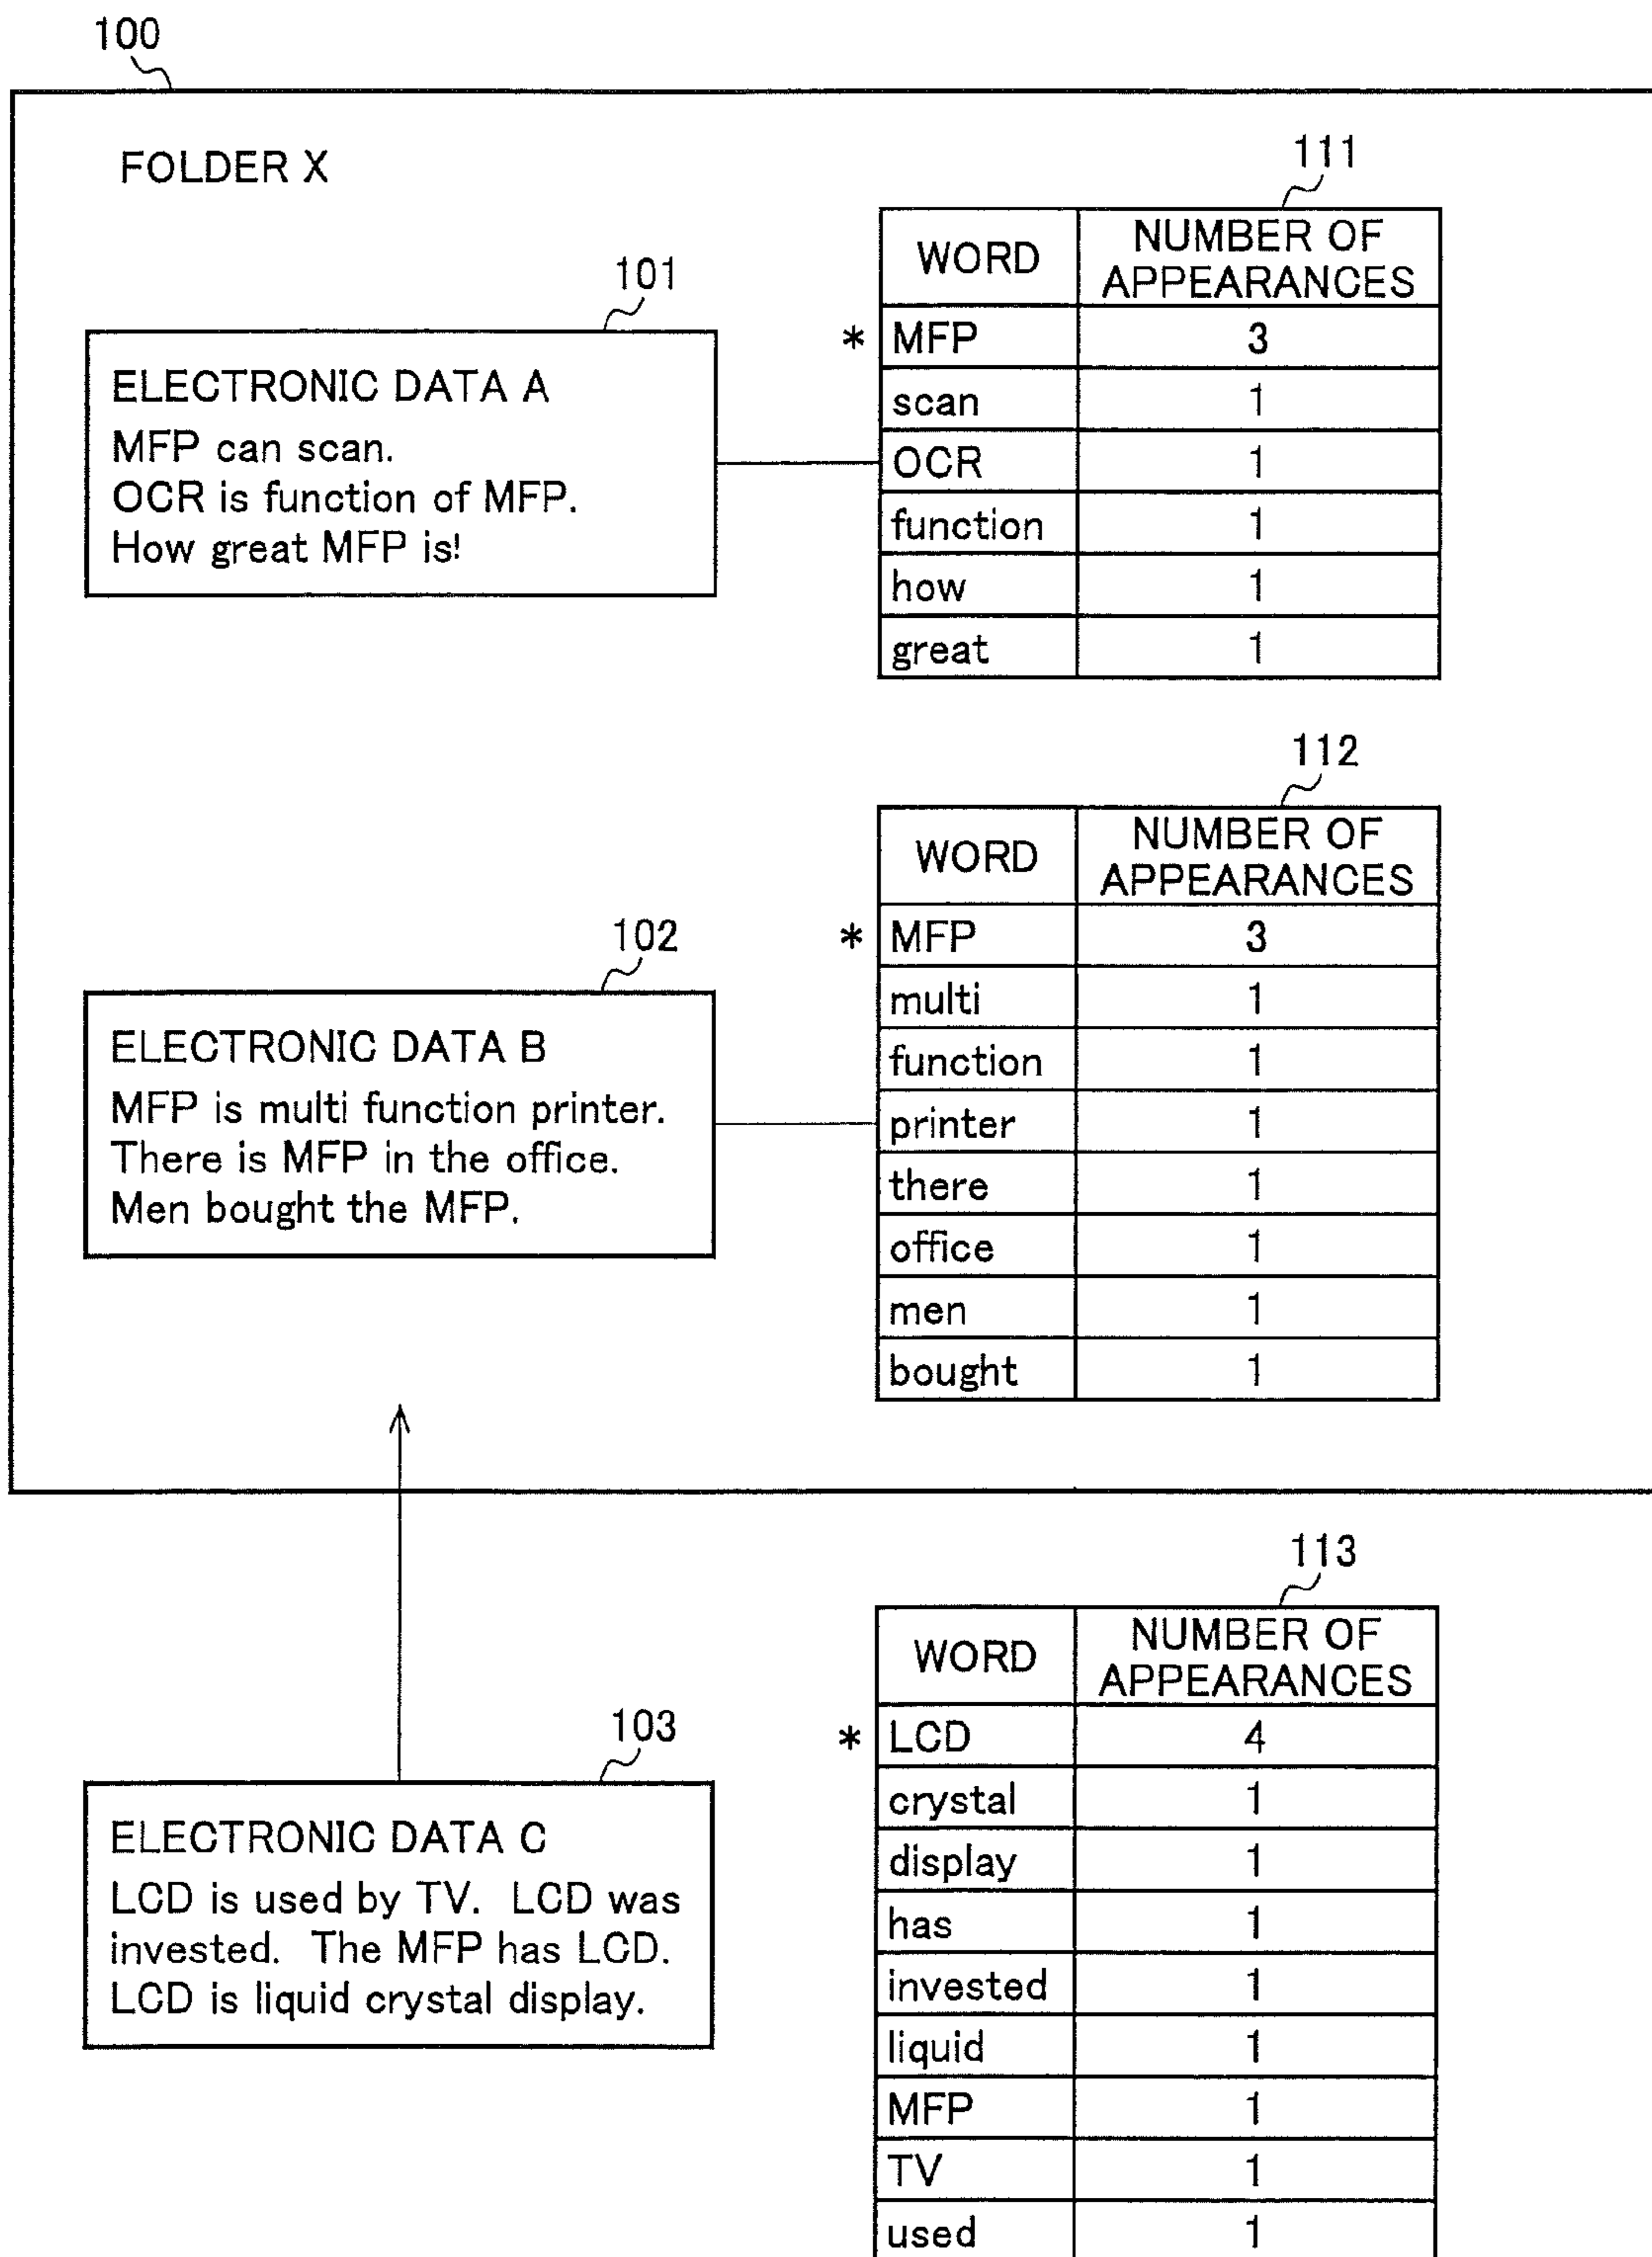 100
FOLDER X
101
ELECTRONIC DATA A
MFP can scan.
OCR is function of MFP.
How great MFP is!
111
WORD NUMBER OF APPEARANCES
* MFP 3
scan 1
OCR 1
function 1
how 1
great 1
102
ELECTRONIC DATA B
MFP is multi function printer.
There is MFP in the office.
Men bought the MFP.
112
WORD NUMBER OF APPEARANCES
* MFP 3
multi 1
function 1
printer 1
there 1
office 1
men 1
bought 1
103
ELECTRONIC DATA C
LCD is used by TV. LCD was
invested. The MFP has LCD.
LCD is liquid crystal display.
113
WORD NUMBER OF APPEARANCES
* LCD 4
crystal 1
display 1
has 1
invested 1
liquid 1
MFP 1
TV 1
used 1